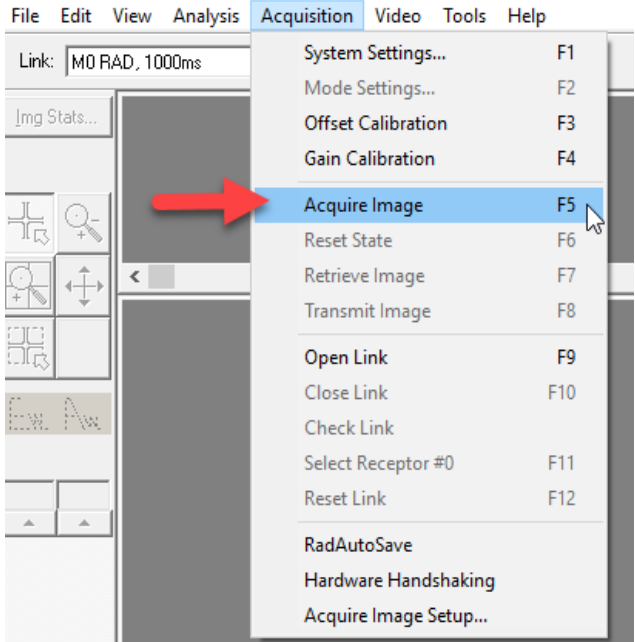 File Edit View Analysis Acquisition Video Tools Help
Link: M0 RAD, 1000ms
Img Stats...
System Settings... F1
Mode Settings... F2
Offset Calibration F3
Gain Calibration F4
Acquire Image F5
Reset State F6
Retrieve Image F7
Transmit Image F8
Open Link F9
Close Link F10
Check Link
Select Receptor #0 F11
Reset Link F12
RadAutoSave
Hardware Handshaking
Acquire Image Setup...